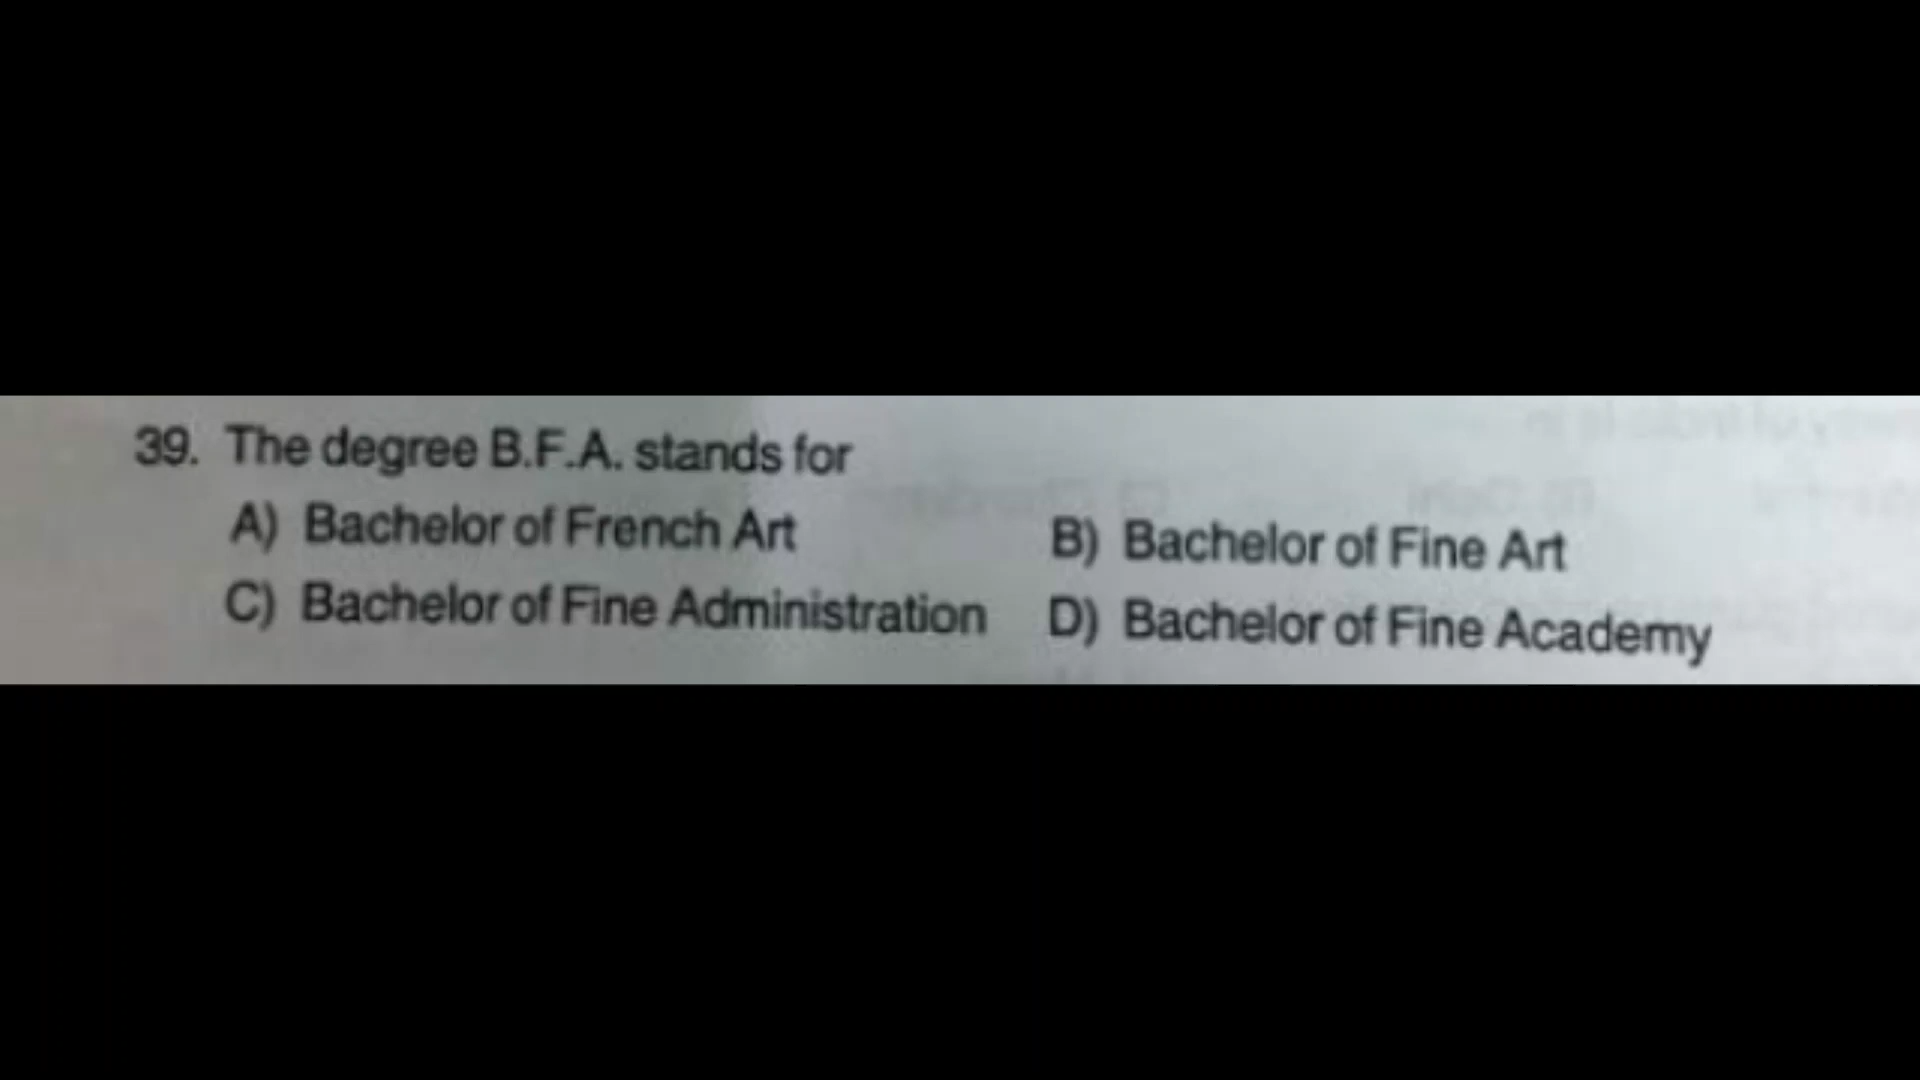 39. The degree B.F.A. stands for
A) Bachelor of French Art B) Bachelor of Fine Art
C) Bachelor of Fine Administration D) Bachelor of Fine Academy